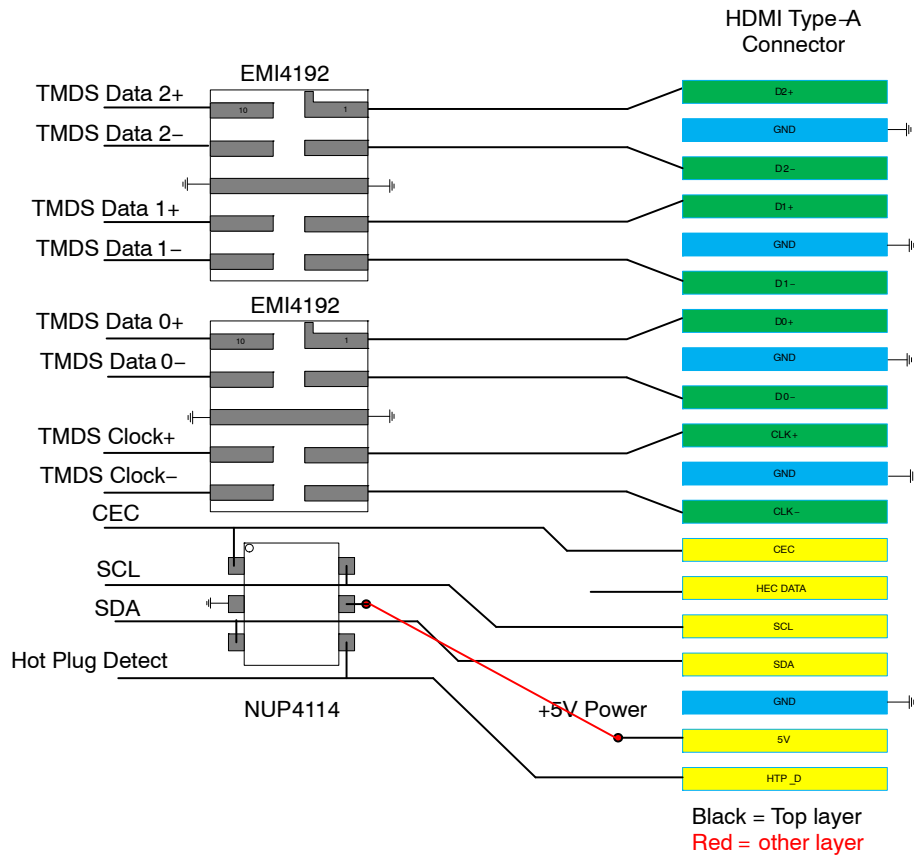 HDMI Type-A
Connector
EMI4192
TMDS Data 2+
10
1
D2+
GND
TMDS Data 2−
D2−
TMDS Data 1+
D1+
TMDS Data 1−
GND
D1−
EMI4192
TMDS Data 0+
10
1
D0+
TMDS Data 0−
GND
D0−
TMDS Clock+
CLK+
TMDS Clock−
GND
CLK−
CEC
CEC
SCL
HEC DATA
SDA
SCL
Hot Plug Detect
SDA
NUP4114
+5V Power
GND
5V
HTP_D
Black = Top layer
Red = other layer